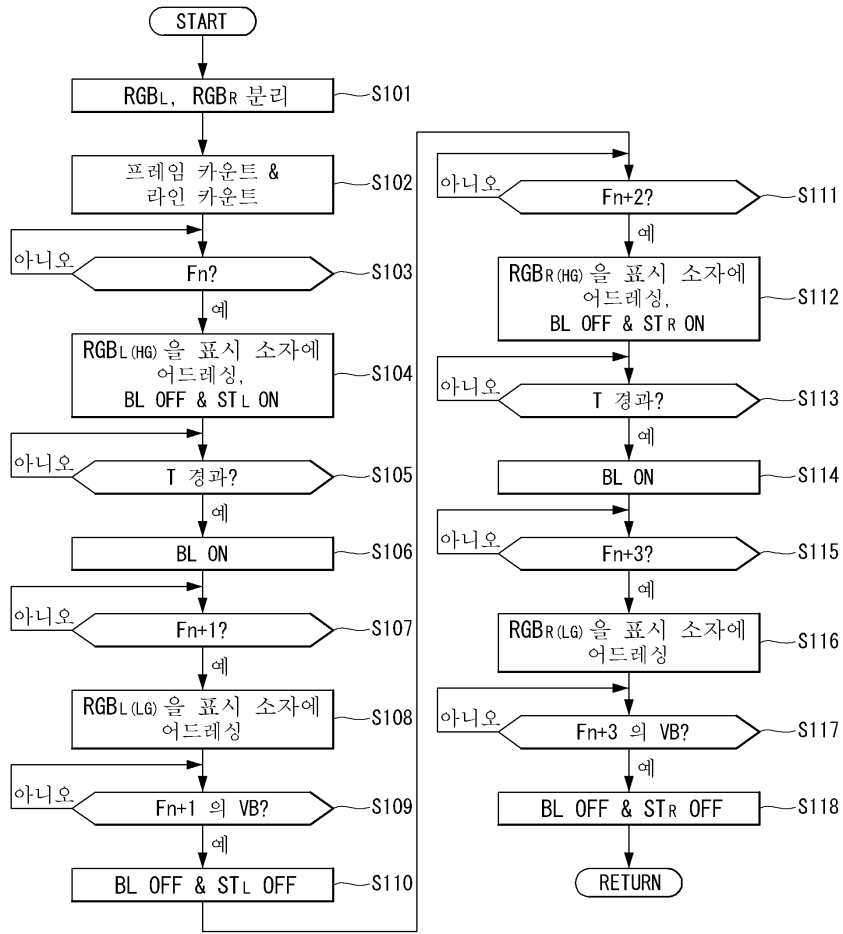 START
RGBL, RGBR 분리
S101
프레임 카운트 &
라인 카운트
S102
아니오
Fn?
S103
예
RGBL(HG) 을 표시 소자에
어드레싱,
BL OFF & STL ON
S104
아니오
T 경과?
S105
예
BL ON
S106
아니오
Fn+1?
S107
예
RGBL(LG) 을 표시 소자에
어드레싱
S108
아니오
Fn+1 의 VB?
S109
예
BL OFF & STL OFF
S110
아니오
Fn+2?
S111
예
RGBR(HG) 을 표시 소자에
어드레싱,
BL OFF & STR ON
S112
아니오
T 경과?
S113
예
BL ON
S114
아니오
Fn+3?
S115
예
RGBR(LG) 을 표시 소자에
어드레싱
S116
아니오
Fn+3 의 VB?
S117
예
BL OFF & STR OFF
S118
RETURN